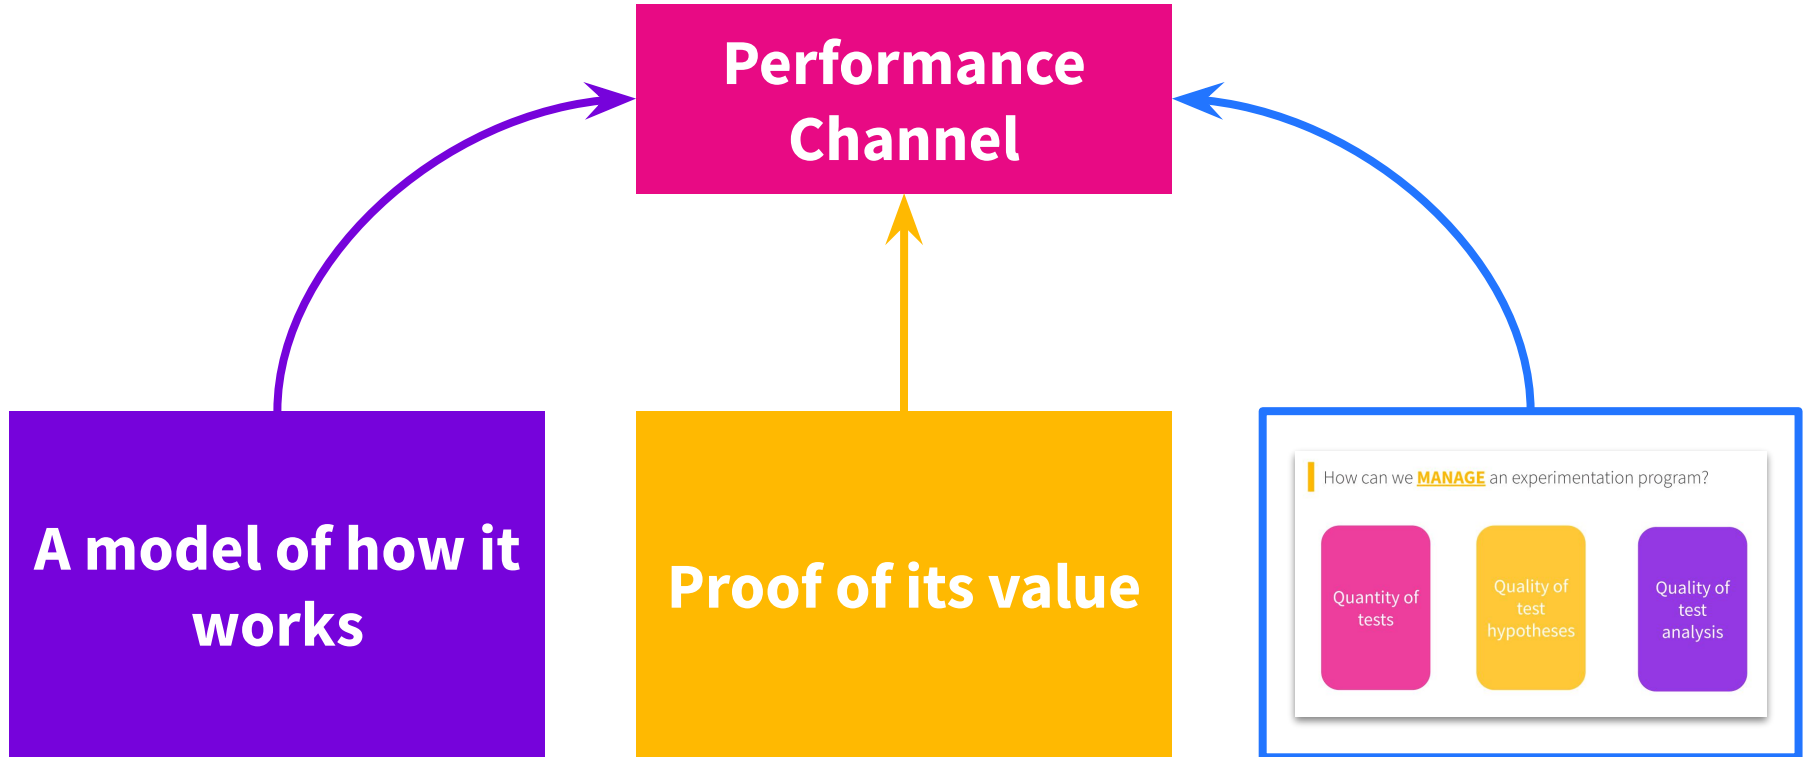 Performance
Channel
A model of how it
works
Proof of its value
How can we MANAGE an experimentation program?
Quantity of
tests
Quality of
test
hypotheses
Quality of
test
analysis